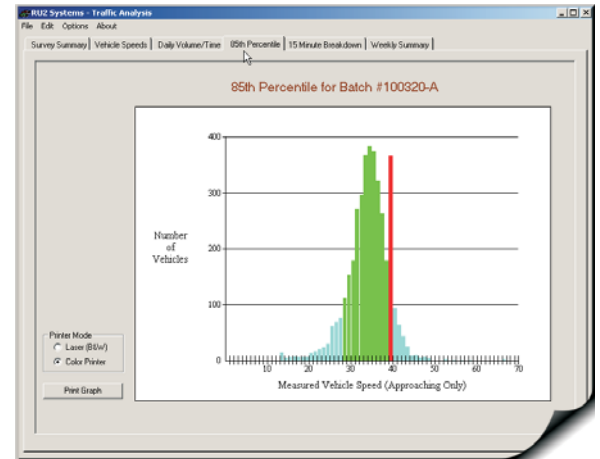 RU2 Systems - Traffic Analysis
File Edit Options About
Survey Summary Vehicle Speeds Daily Volume/Time 85th Percentile 15 Minute Breakdown Weekly Summary
85th Percentile for Batch #100320-A
400
300
Number
of
Vehicles
200
100
0
10 20 30 40 50 60 70
Measured Vehicle Speed (Approaching Only)
Printer Mode
Laser (B&W)
Color Printer
Print Graph